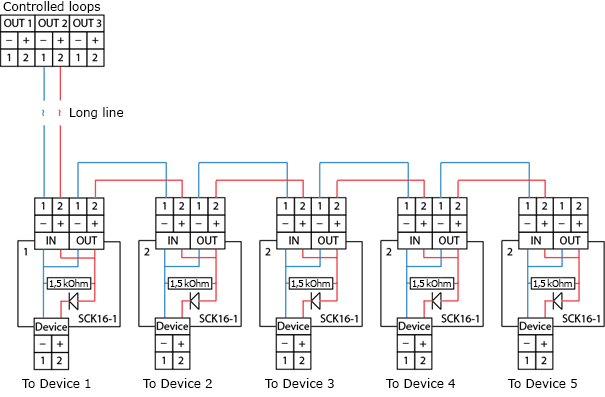 Controlled loops
OUT 1 OUT 2 OUT 3
− + − + − +
1 2 1 2 1 2
~ ~ Long line
1 2 1 2 1 2 1 2 1 2 1 2 1 2 1 2 1 2 1 2
− + − + − + − + − + − + − + − + − + − +
IN OUT IN OUT IN OUT IN OUT IN OUT
1 2 2 2 2
1,5 kOhm 1,5 kOhm 1,5 kOhm 1,5 kOhm 1,5 kOhm
SCK16-1 SCK16-1 SCK16-1 SCK16-1 SCK16-1
Device Device Device Device Device
− + − + − + − + − +
1 2 1 2 1 2 1 2 1 2
To Device 1 To Device 2 To Device 3 To Device 4 To Device 5